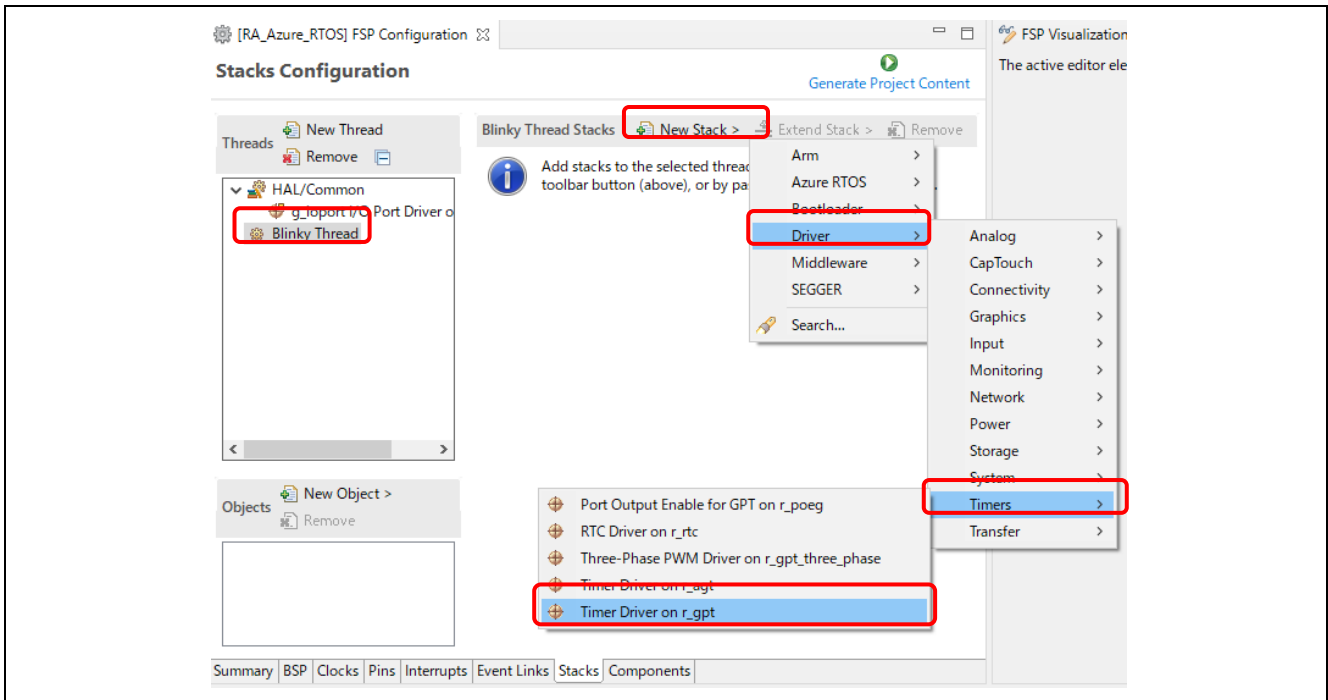 [RA_Azure_RTOS] FSP Configuration
FSP Visualization
Stacks Configuration
Generate Project Content
The active editor ele
Threads
New Thread
Remove
Blinky Thread Stacks
New Stack >
Extend Stack >
Remove
Add stacks to the selected threac
toolbar button (above), or by pa
HAL/Common
g_ioport I/O Port Driver o
Blinky Thread
Arm
Azure RTOS
Bootloader
Driver
Middleware
SEGGER
Search...
Analog
CapTouch
Connectivity
Graphics
Input
Monitoring
Network
Power
Storage
System
Timers
Transfer
Objects
New Object >
Remove
Port Output Enable for GPT on r_poeg
RTC Driver on r_rtc
Three-Phase PWM Driver on r_gpt_three_phase
Timer Driver on r_agt
Timer Driver on r_gpt
Summary BSP Clocks Pins Interrupts Event Links Stacks Components